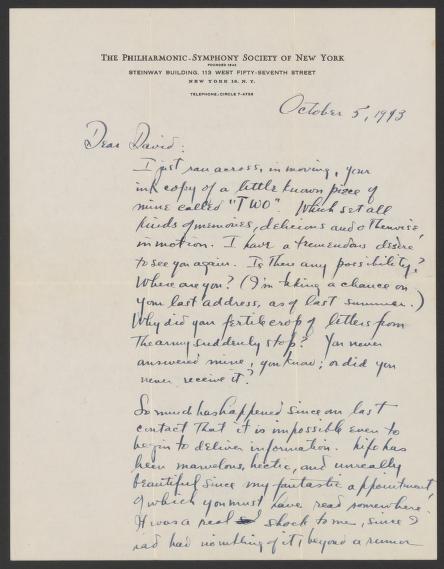 THE PHILHARMONIC-SYMPHONY SOCIETY OF NEW YORK
FOUNDED 1842
STEINWAY BUILDING, 113 WEST FIFTY-SEVENTH STREET
NEW YORK 19, N. Y.
TELEPHONE: CIRCLE 7-4786
October 5, 1943
Dear David:
I just ran across, in moving, your
ink copy of a little known piece of
mine called "TWO". Which set all
kinds of memories, delicious and otherwise,
in motion. I have a tremendous desire
to see you again. Is there any possibility?
Where are you? (I'm taking a chance on
your last address, as of last summer.)
Why did your fertile crop of letters from
the army suddenly stop? You never
answered mine, you know; or did you
never receive it?
So much has happened since our last
contact that it is impossible even to
begin to deliver information. Life has
been marvelous, hectic, and unreally
beautiful since my fantastic appointment,
of which you must have read somewhere.
It was a real shock to me, since I
had had no inkling of it, beyond a rumor